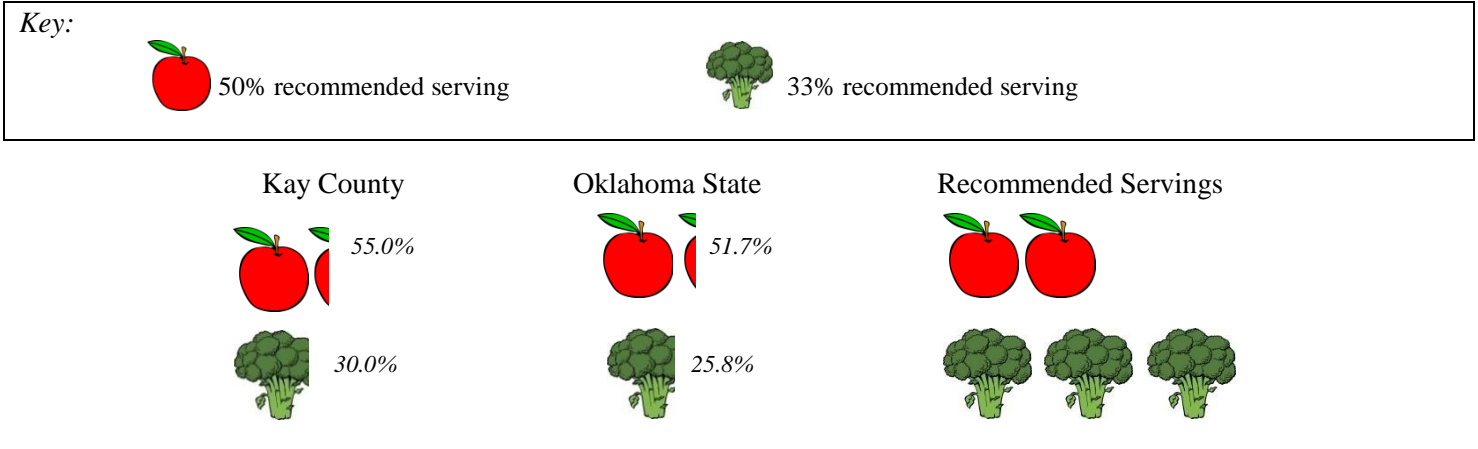 Key:
50% recommended serving 33% recommended serving
Kay County Oklahoma State Recommended Servings
55.0% 51.7%
30.0% 25.8%